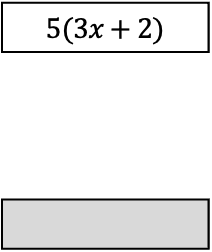 5(3x + 2)